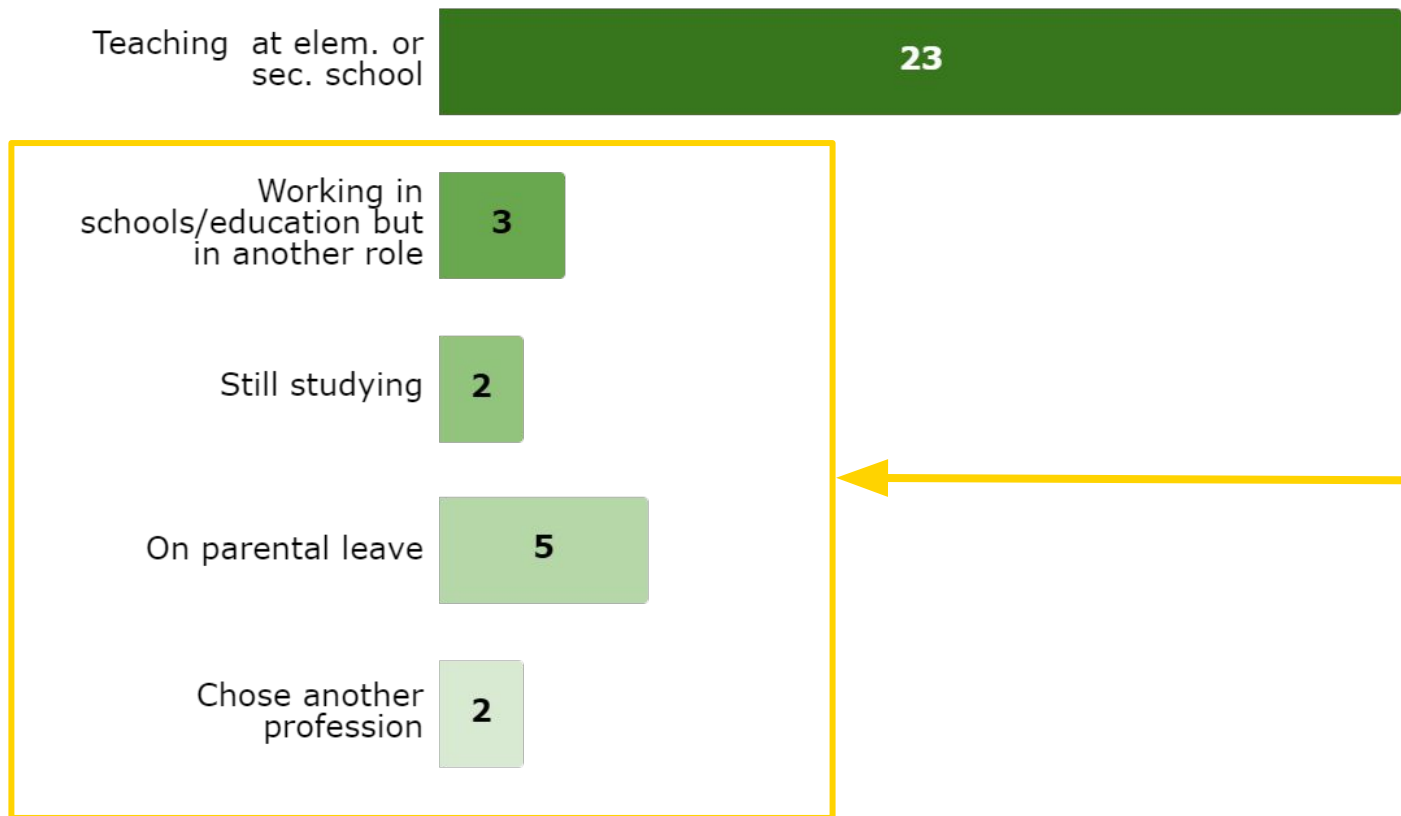 Teaching  at elem. or
sec. school
23
Working in
schools/education but
in another role
3
Still studying
2
On parental leave
5
Chose another
profession
2